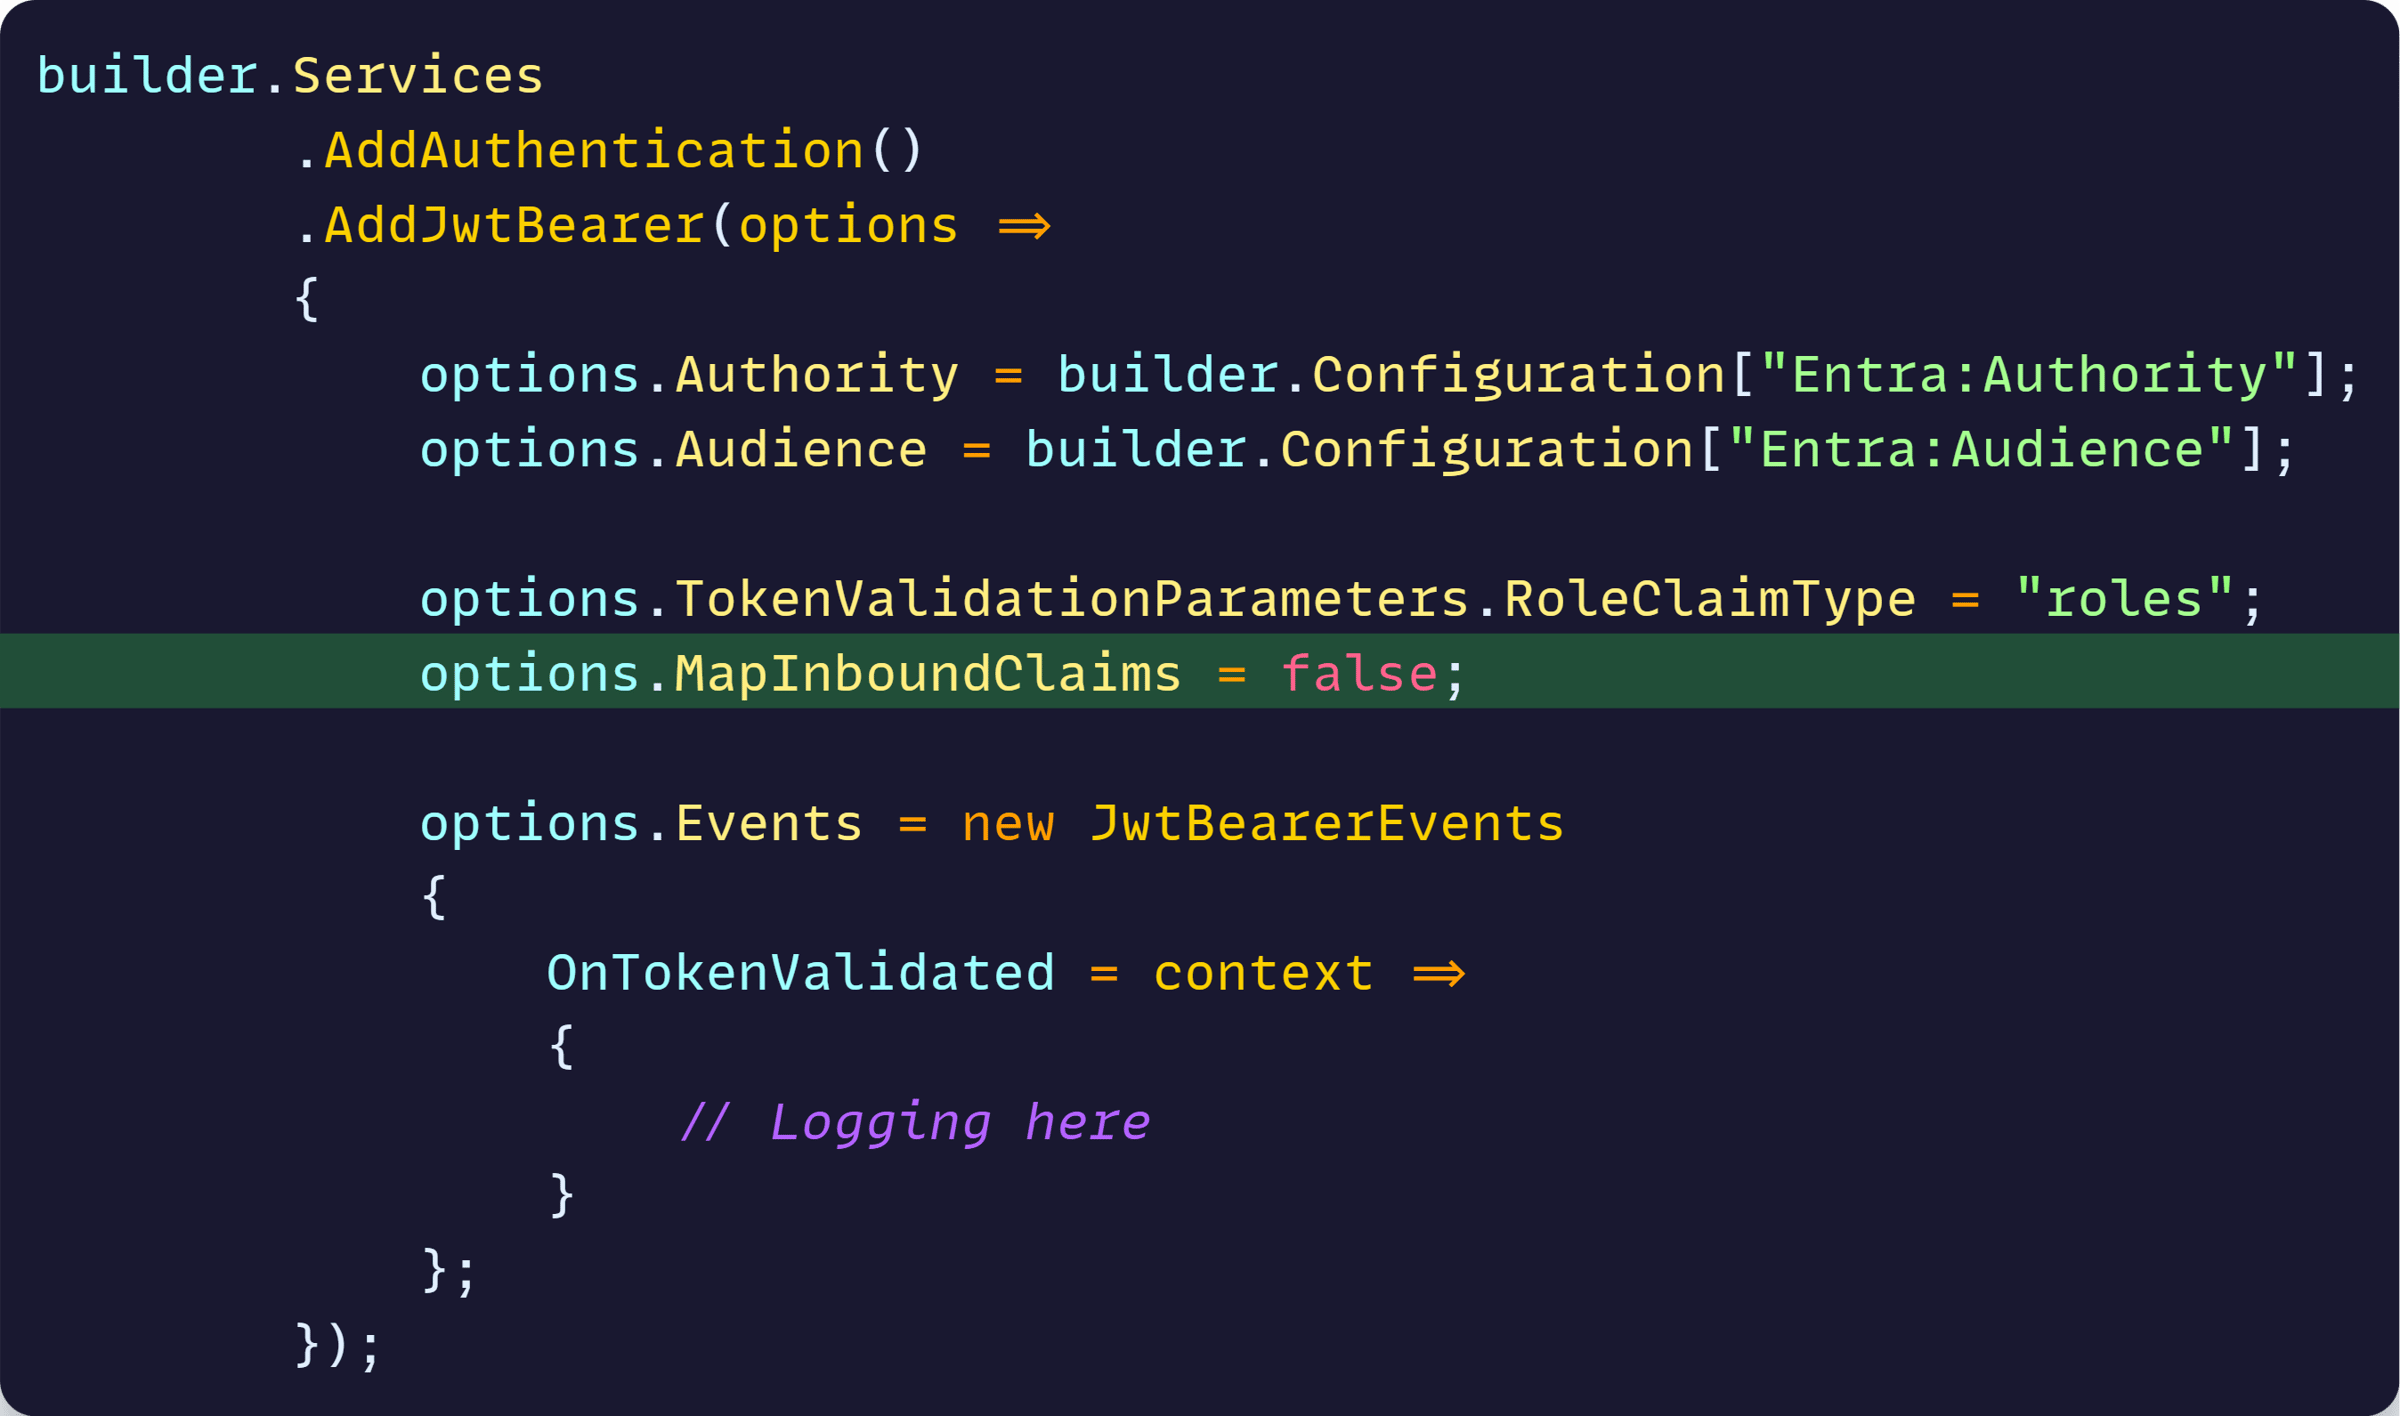 builder.Services
.AddAuthentication()
.AddJwtBearer(options =>
{
options.Authority = builder.Configuration["Entra:Authority"];
options.Audience = builder.Configuration["Entra:Audience"];
options.TokenValidationParameters.RoleClaimType = "roles";
options.MapInboundClaims = false;
options.Events = new JwtBearerEvents
{
OnTokenValidated = context =>
{
// Logging here
}
};
});